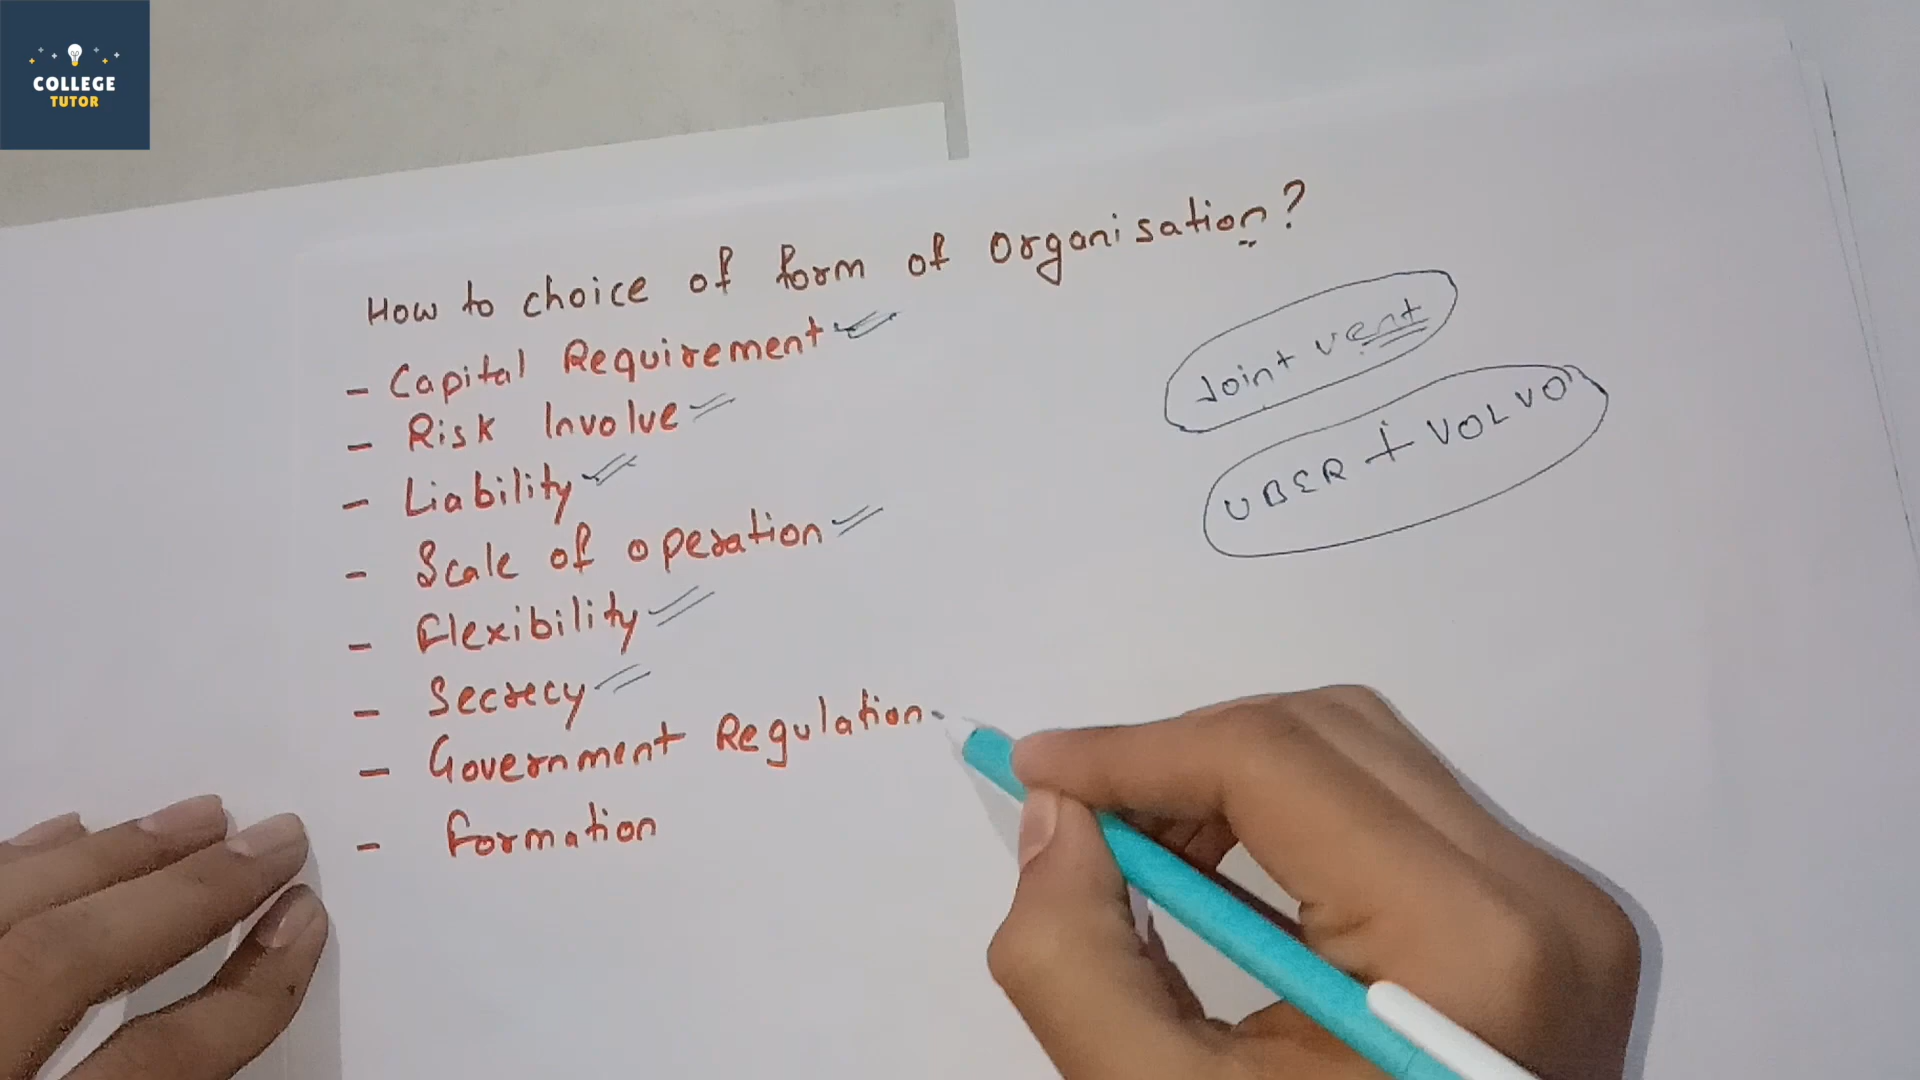 COLLEGE
TUTOR
How to choice of form of Organisation?
- Capital Requirement
- Risk Involve
- Liability
- Scale of operation
- Flexibility
- Secrecy
- Government Regulation
- Formation
Joint vent
UBER + VOLVO